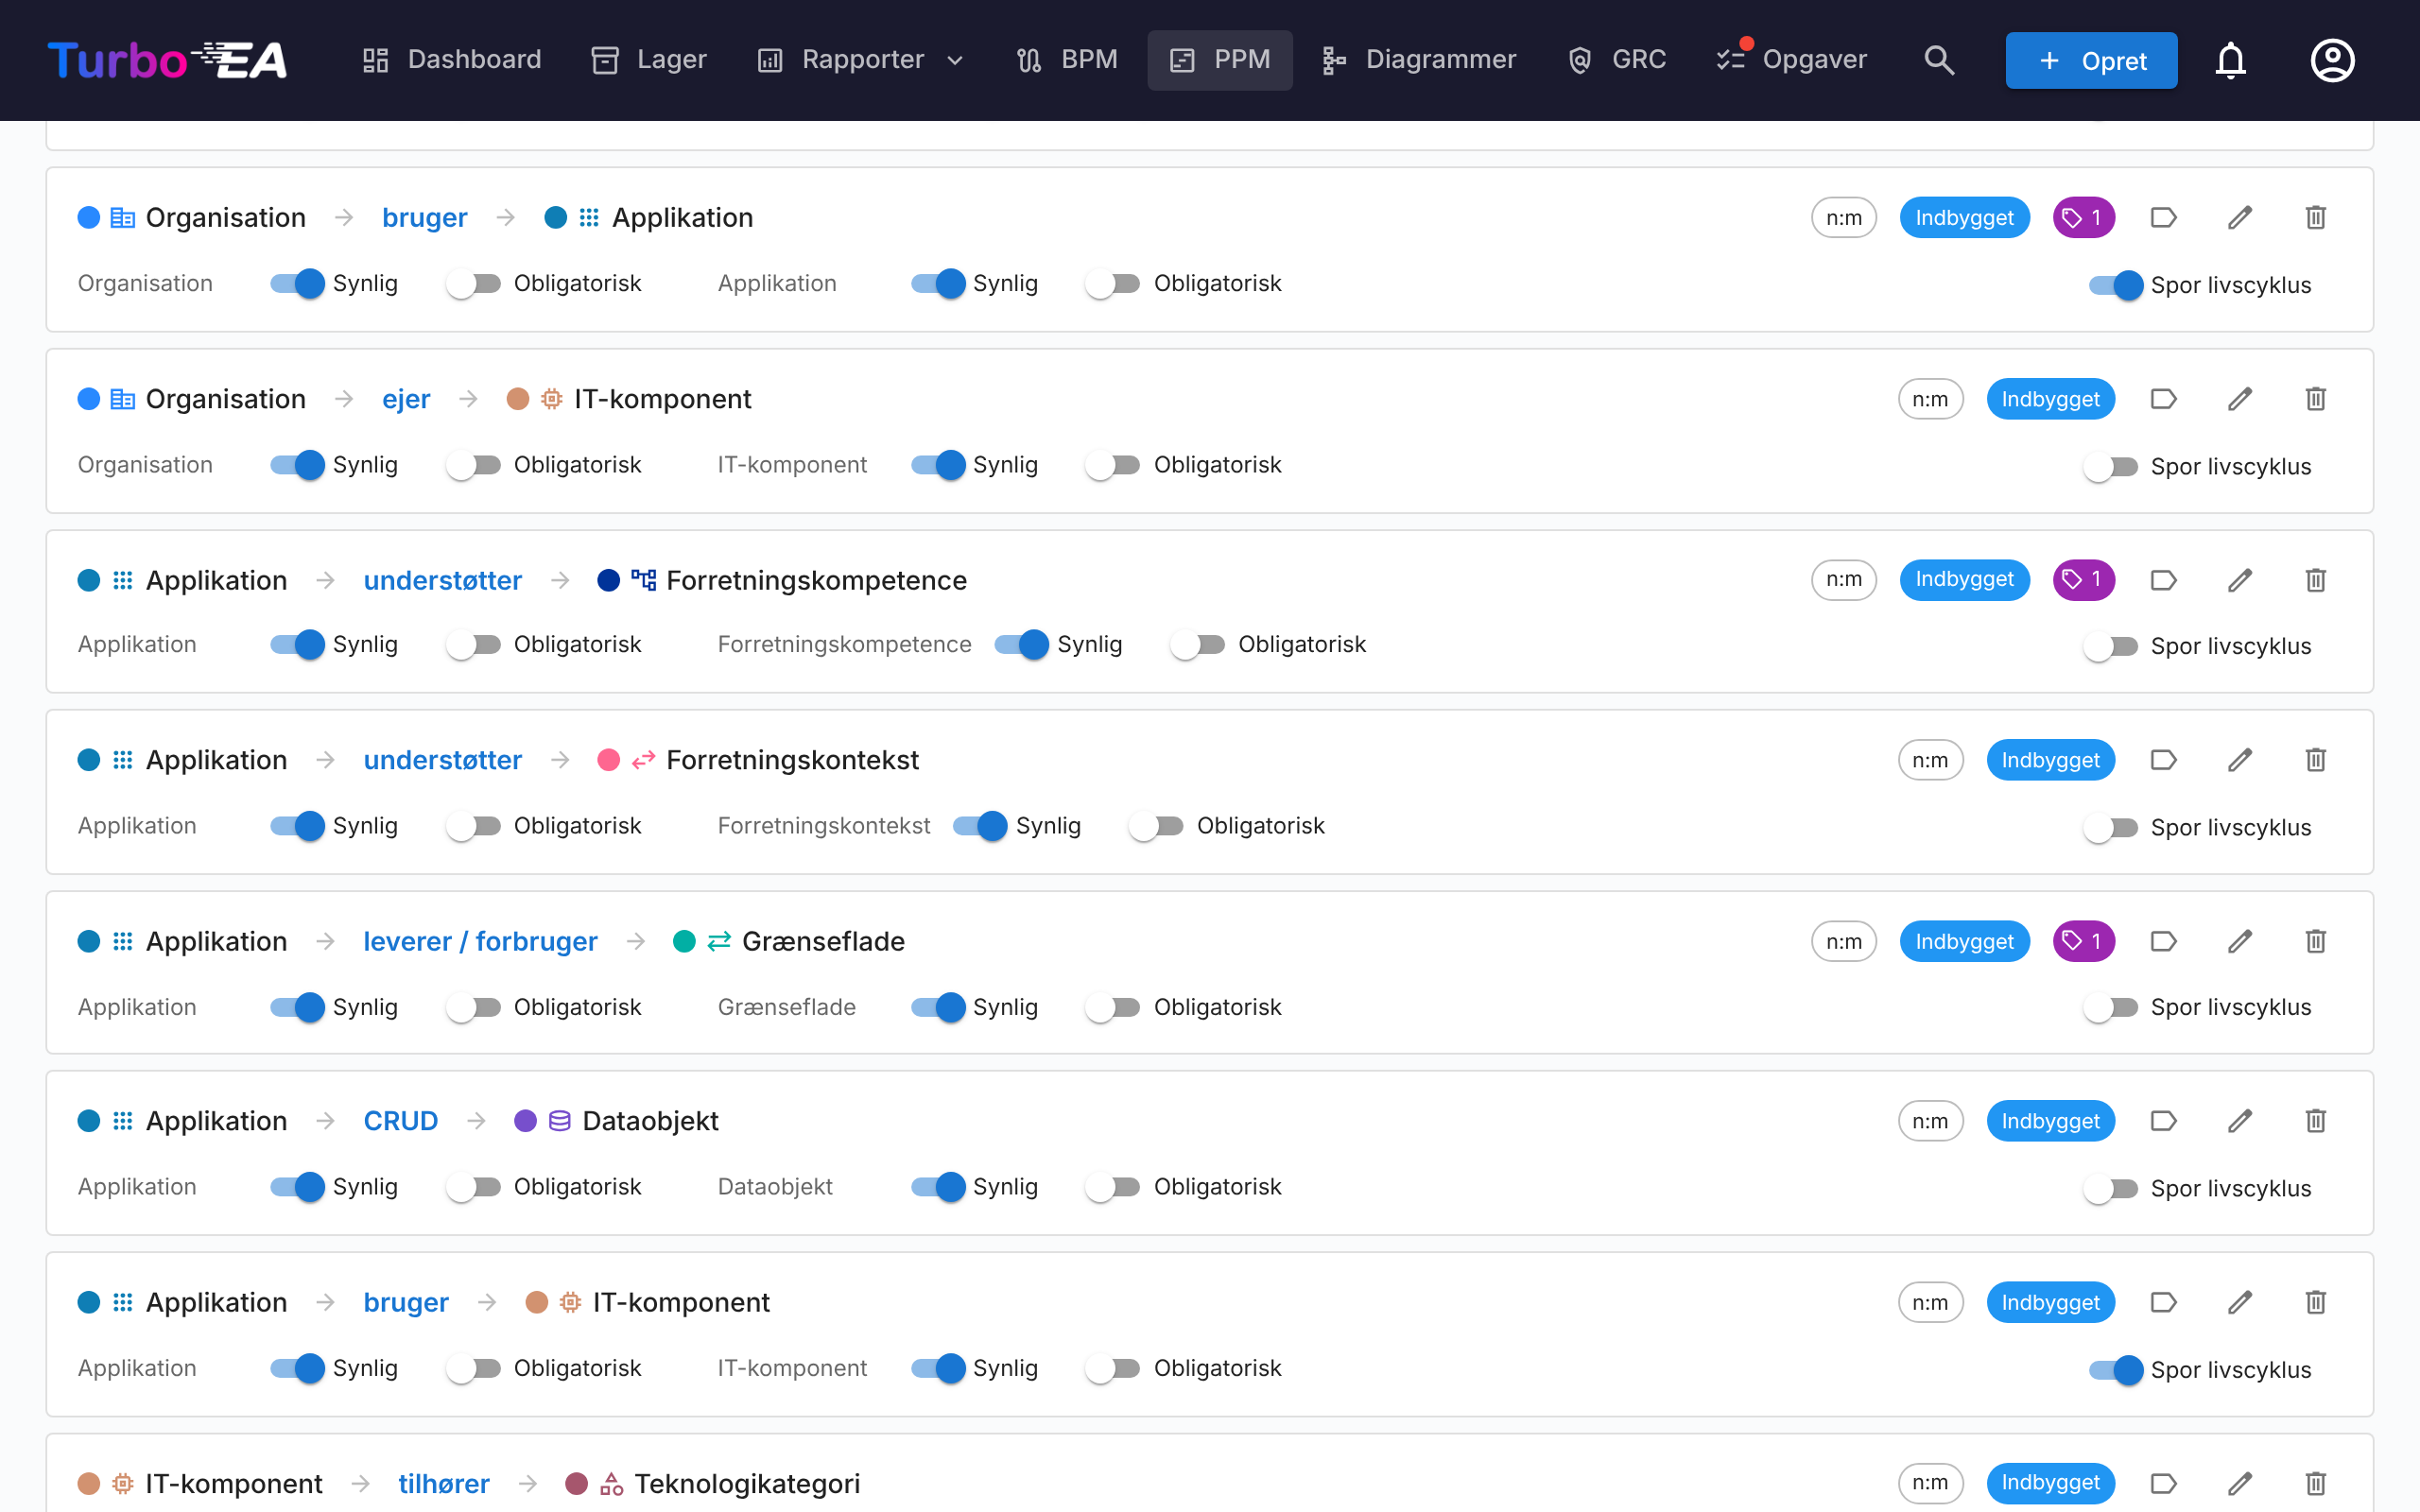 Turbo EA Dashboard Lager Rapporter BPM PPM Diagrammer GRC Opgaver + Opret
Organisation → bruger → Applikation n:m Indbygget 1
Organisation Synlig Obligatorisk Applikation Synlig Obligatorisk Spor livscyklus
Organisation → ejer → IT-komponent n:m Indbygget
Organisation Synlig Obligatorisk IT-komponent Synlig Obligatorisk Spor livscyklus
Applikation → understøtter → Forretningskompetence n:m Indbygget 1
Applikation Synlig Obligatorisk Forretningskompetence Synlig Obligatorisk Spor livscyklus
Applikation → understøtter → Forretningskontekst n:m Indbygget
Applikation Synlig Obligatorisk Forretningskontekst Synlig Obligatorisk Spor livscyklus
Applikation → leverer / forbruger → Grænseflade n:m Indbygget 1
Applikation Synlig Obligatorisk Grænseflade Synlig Obligatorisk Spor livscyklus
Applikation → CRUD → Dataobjekt n:m Indbygget
Applikation Synlig Obligatorisk Dataobjekt Synlig Obligatorisk Spor livscyklus
Applikation → bruger → IT-komponent n:m Indbygget
Applikation Synlig Obligatorisk IT-komponent Synlig Obligatorisk Spor livscyklus
IT-komponent → tilhører → Teknologikategori n:m Indbygget